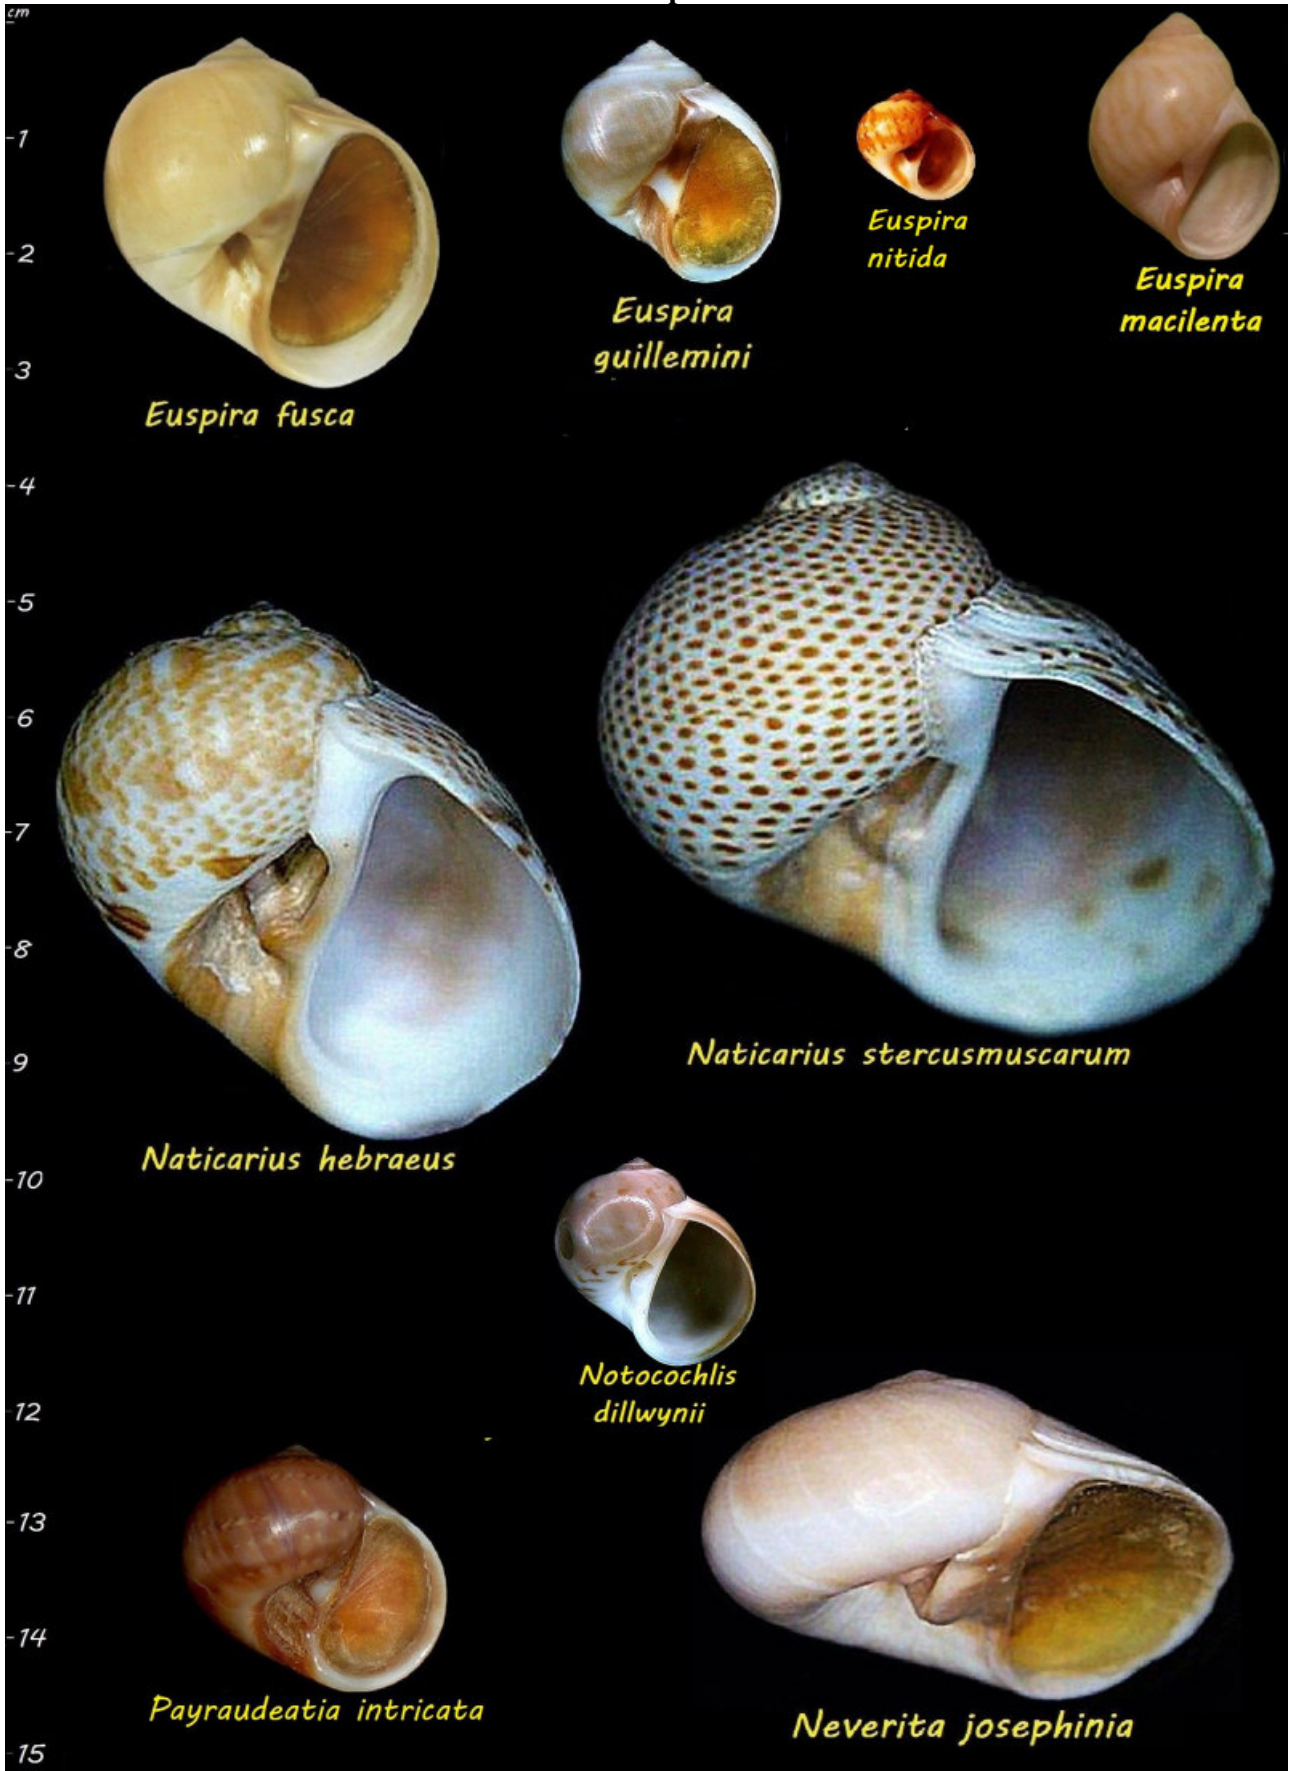 cm
-1
-2
-3
-4
-5
-6
-7
-8
-9
-10
-11
-12
-13
-14
-15
Euspira fusca
Euspira
guillemini
Euspira
nitida
Euspira
macilenta
Naticarius hebraeus
Naticarius stercusmuscarum
Notocochlis
dillwynii
Payraudeatia intricata
Neverita josephinia